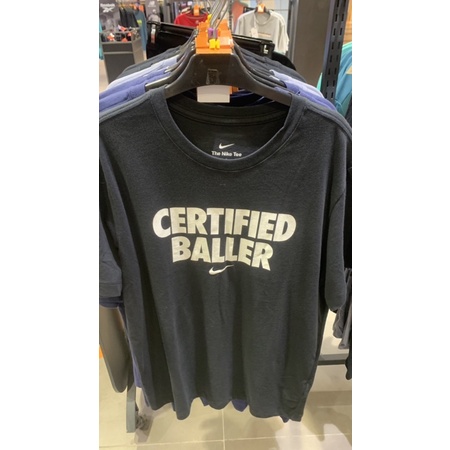 The Nike Tee
CERTIFIED
BALLER